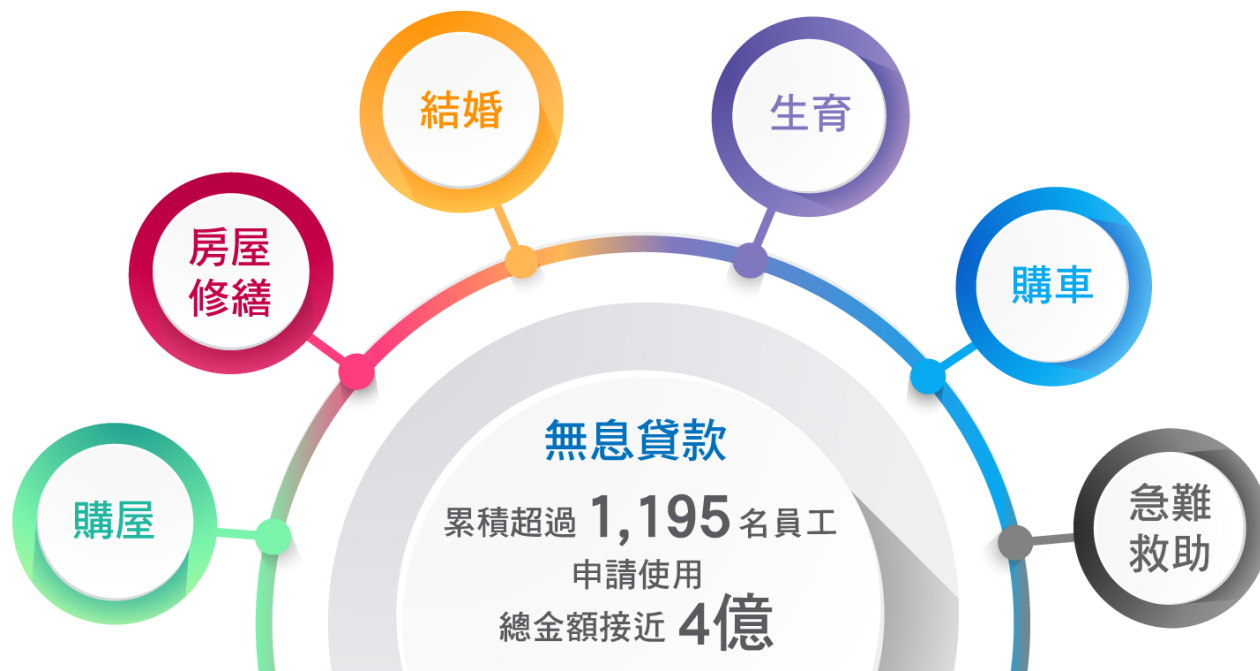 結婚
生育
房屋
修繕
購車
購屋
急難
救助
無息貸款
累積超過 1,195 名員工
申請使用
總金額接近 4億